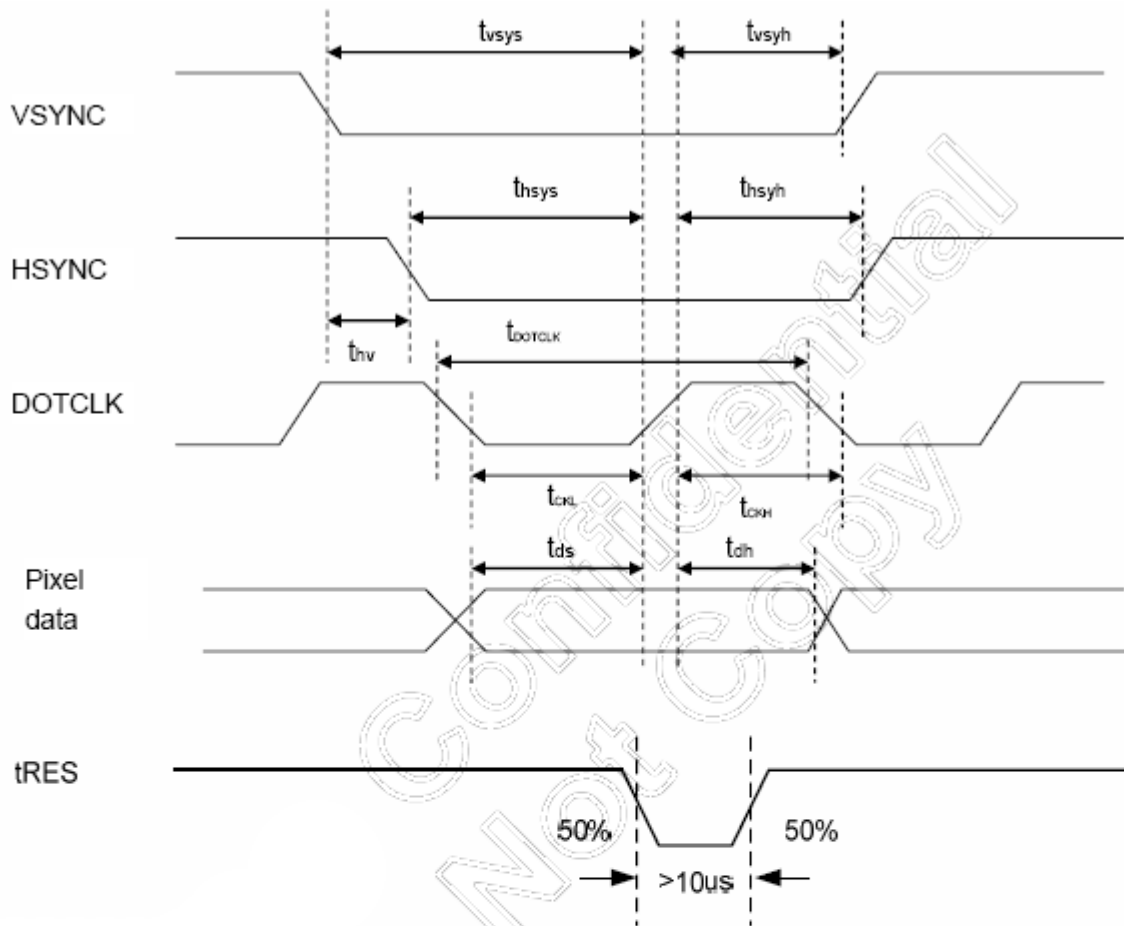 tvsys tvsyh
VSYNC
thsys thsyh
HSYNC
thv tDOTCLK
DOTCLK
tCKL tCKH
tds tdh
Pixel
data
tRES
50% 50%
>10us
Confidential
Not Copy